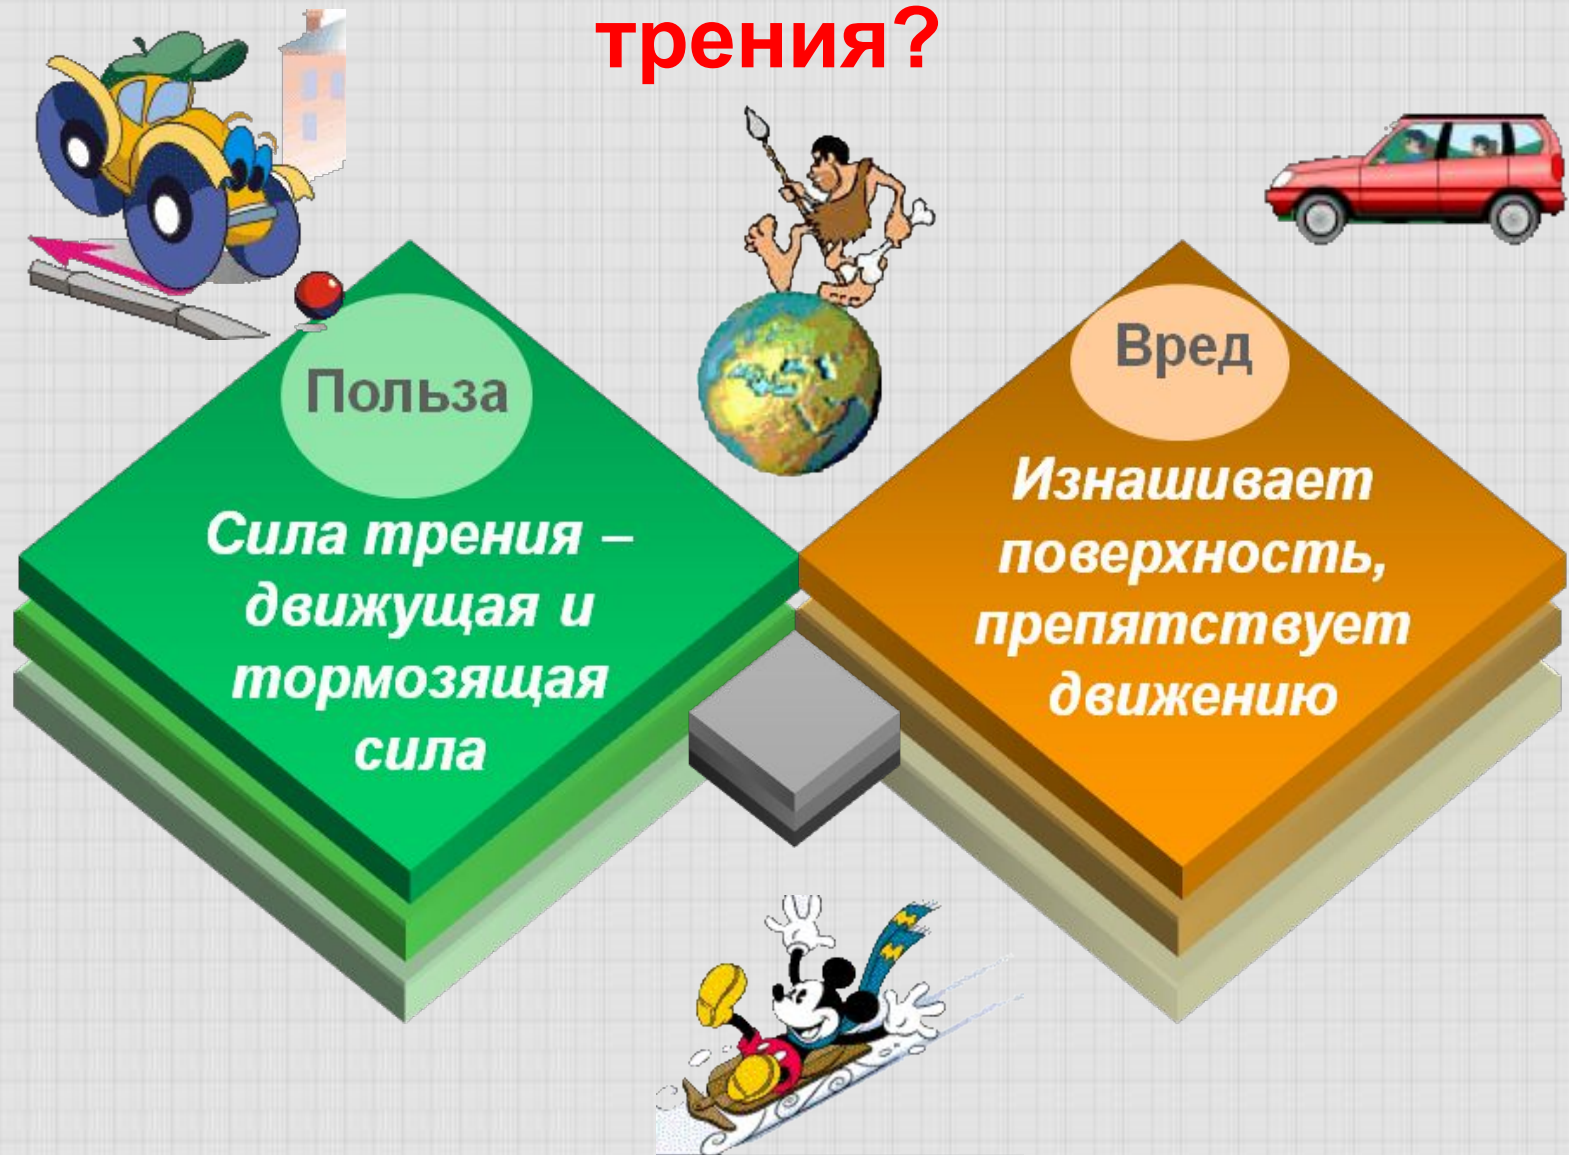 трения?
Польза
Сила трения –
движущая и
тормозящая
сила
Вред
Изнашивает
поверхность,
препятствует
движению